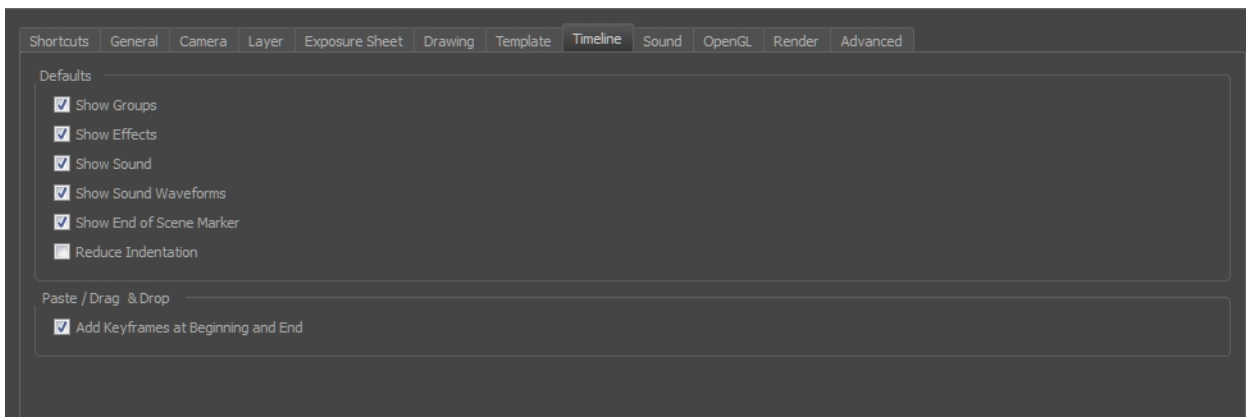 Shortcuts General Camera Layer Exposure Sheet Drawing Template Timeline Sound OpenGL Render Advanced
Defaults
Show Groups
Show Effects
Show Sound
Show Sound Waveforms
Show End of Scene Marker
Reduce Indentation
Paste / Drag & Drop
Add Keyframes at Beginning and End